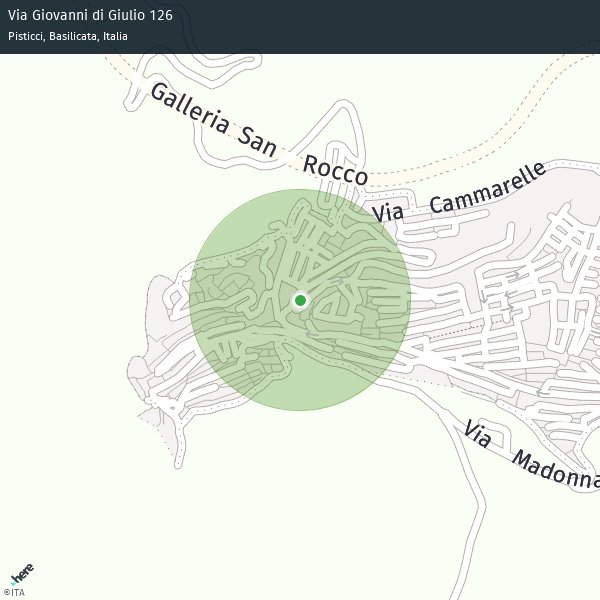 Via Giovanni di Giulio 126
Pisticci, Basilicata, Italia
Galleria San Rocco
Via Cammarelle
Via Madonna
here
©ITA